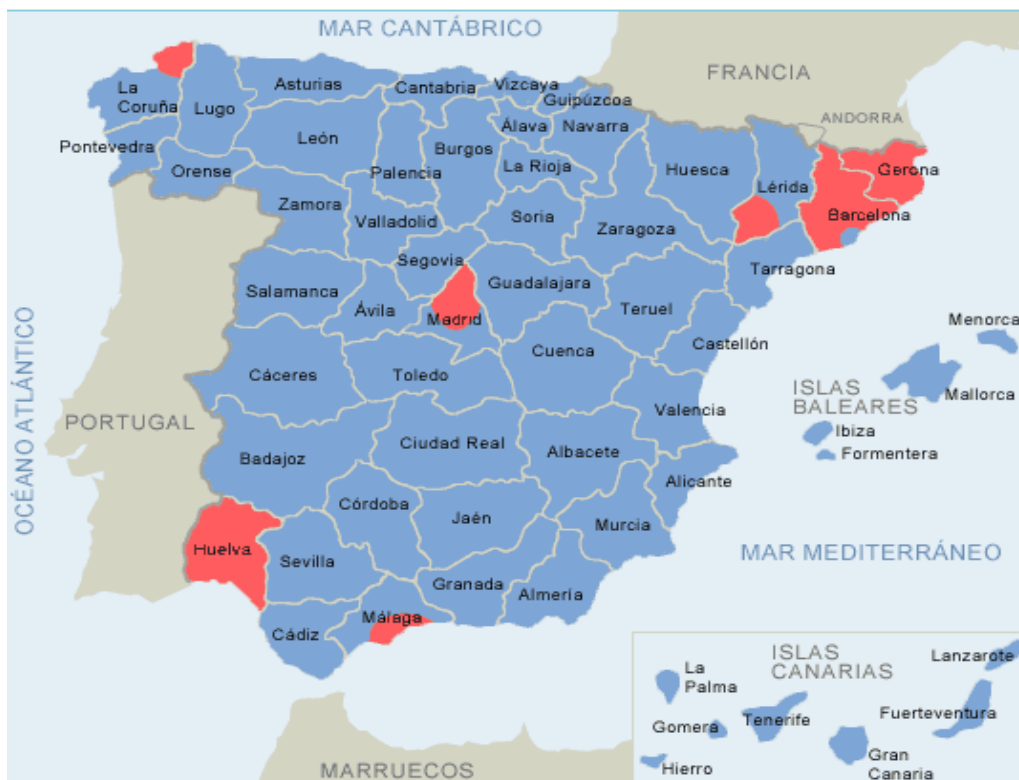 MAR CANTÁBRICO
FRANCIA
ANDORRA
La
Coruña
Lugo
Asturias
Cantabria
Vizcaya
Guipúzcoa
Álava
Navarra
Pontevedra
Orense
León
Palencia
Burgos
La Rioja
Huesca
Lérida
Gerona
Barcelona
Zamora
Valladolid
Soria
Zaragoza
Tarragona
Segovia
Guadalajara
Salamanca
Ávila
Madrid
Teruel
Castellón
Menorca
Cáceres
Toledo
Cuenca
ISLAS
BALEARES
Mallorca
OCÉANO ATLÁNTICO
PORTUGAL
Valencia
Ibiza
Formentera
Badajoz
Ciudad Real
Albacete
Alicante
Córdoba
Jaén
Murcia
Huelva
Sevilla
MAR MEDITERRÁNEO
Granada
Almería
Málaga
Cádiz
ISLAS
CANARIAS
Lanzarote
La
Palma
Gomera
Tenerife
Fuerteventura
Hierro
Gran
Canaria
MARRUECOS